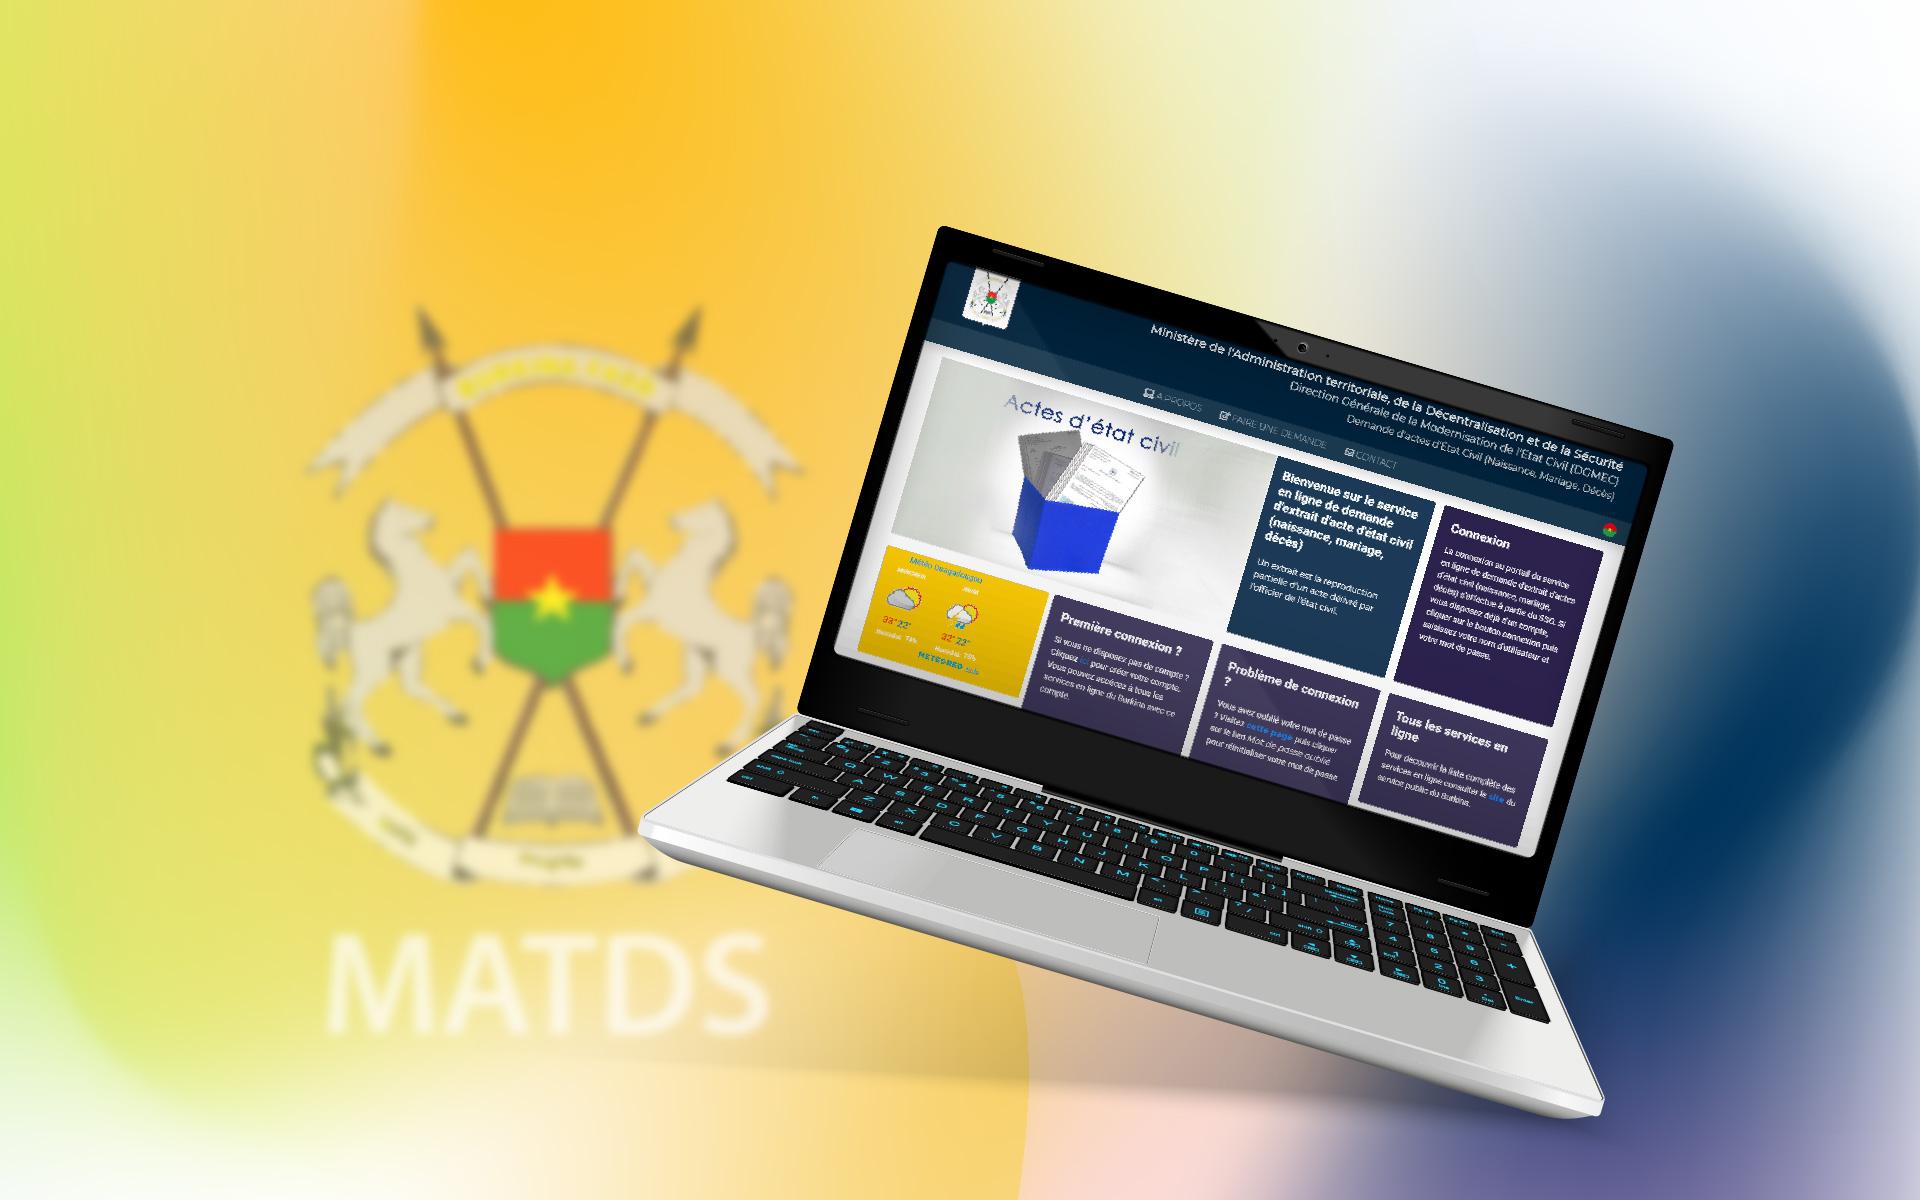 BURKINA FASO
MATDS
Ministère de l'Administration territoriale, de la Décentralisation et de la Sécurité
Direction Générale de la Modernisation de l'Etat Civil (DGMEC)
Demande d'actes d'Etat Civil (Naissance, Mariage, Décès)
A PROPOS
FAIRE UNE DEMANDE
CONTACT
Actes d'état civil
Bienvenue sur le service
en ligne de demande
d'extrait d'acte d'état civil
(naissance, mariage,
décès)
Un extrait est la reproduction
partielle d'un acte délivré par
l'officier de l'état civil.
Connexion
La connexion au portail du service
en ligne de demande d'extrait d'actes
d'état civil (naissance, mariage,
décès) s'effectue à partir du SSO. Si
vous disposez déjà d'un compte,
cliquer sur le bouton connexion puis
saisissez votre nom d'utilisateur et
votre mot de passe.
Météo Ouagadougou
33° 22°
32° 22°
METEORED
Première connexion ?
Si vous ne disposez pas de compte ?
Cliquez ici pour créer votre compte.
Vous pouvez accécez à tous les
services en ligne du Burkina avec ce
compte.
Problème de connexion
?
Vous avez oublié votre mot de passe
? Visitez cette page puis cliquer
sur le lien Mot de passe oublié
pour réinitialiser votre mot de passe
Tous les services en
ligne
Pour decouvrir la liste complète des
services en ligne consulter le site du
service public du Burkina.